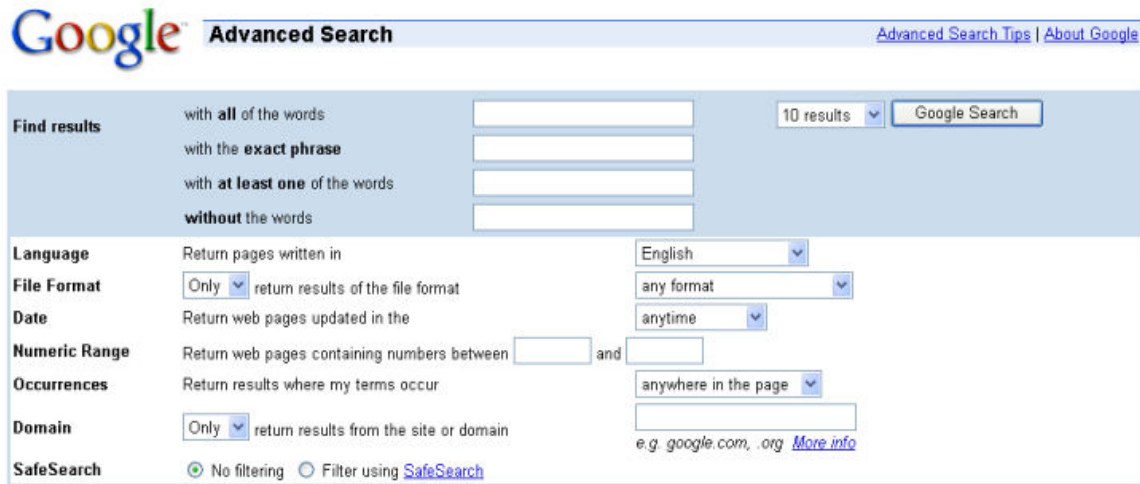 Google™ Advanced Search Advanced Search Tips | About Google
Find results with all of the words 10 results Google Search
with the exact phrase
with at least one of the words
without the words
Language Return pages written in English
File Format Only return results of the file format any format
Date Return web pages updated in the anytime
Numeric Range Return web pages containing numbers between and
Occurrences Return results where my terms occur anywhere in the page
Domain Only return results from the site or domain
e.g. google.com, .org More info
SafeSearch No filtering Filter using SafeSearch